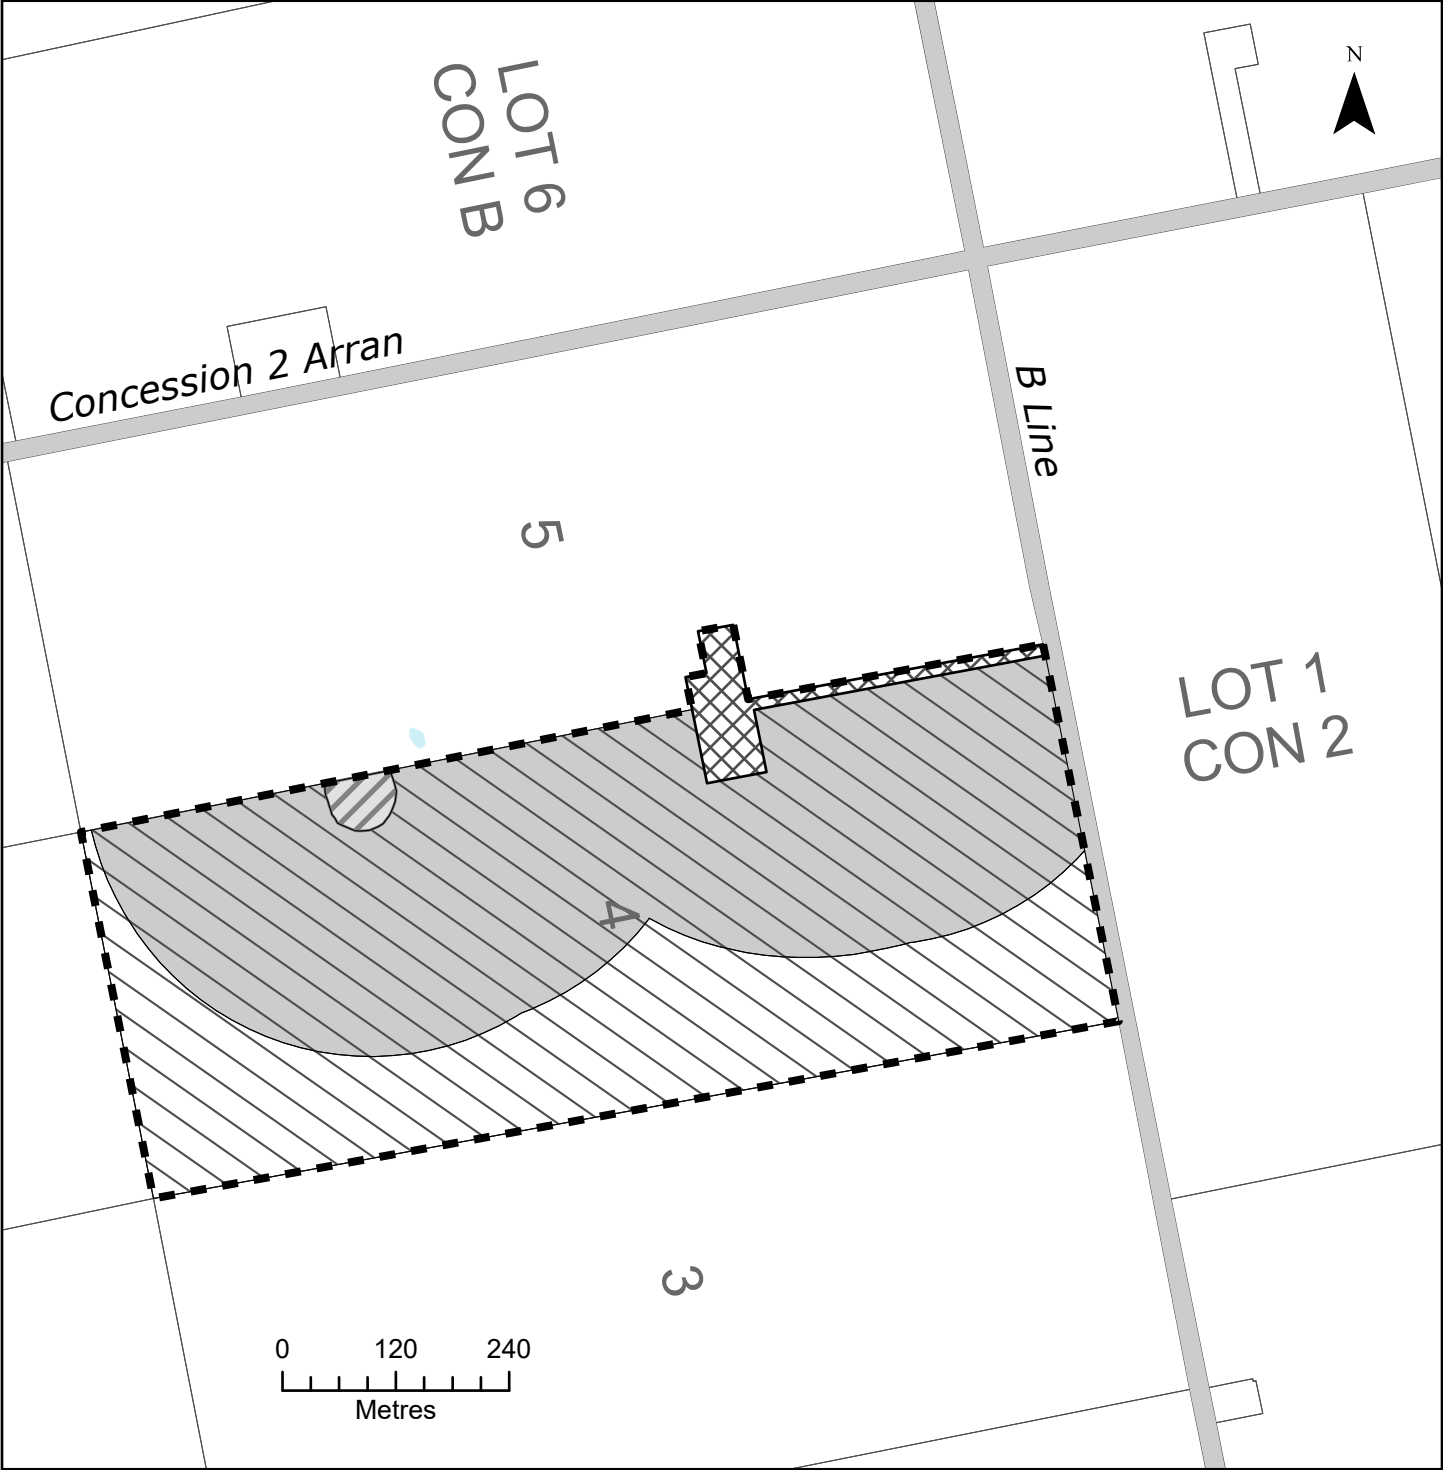 N
LOT 6
CON B
Concession 2 Arran
B Line
5
LOT 1
CON 2
4
3
0 120 240
Metres